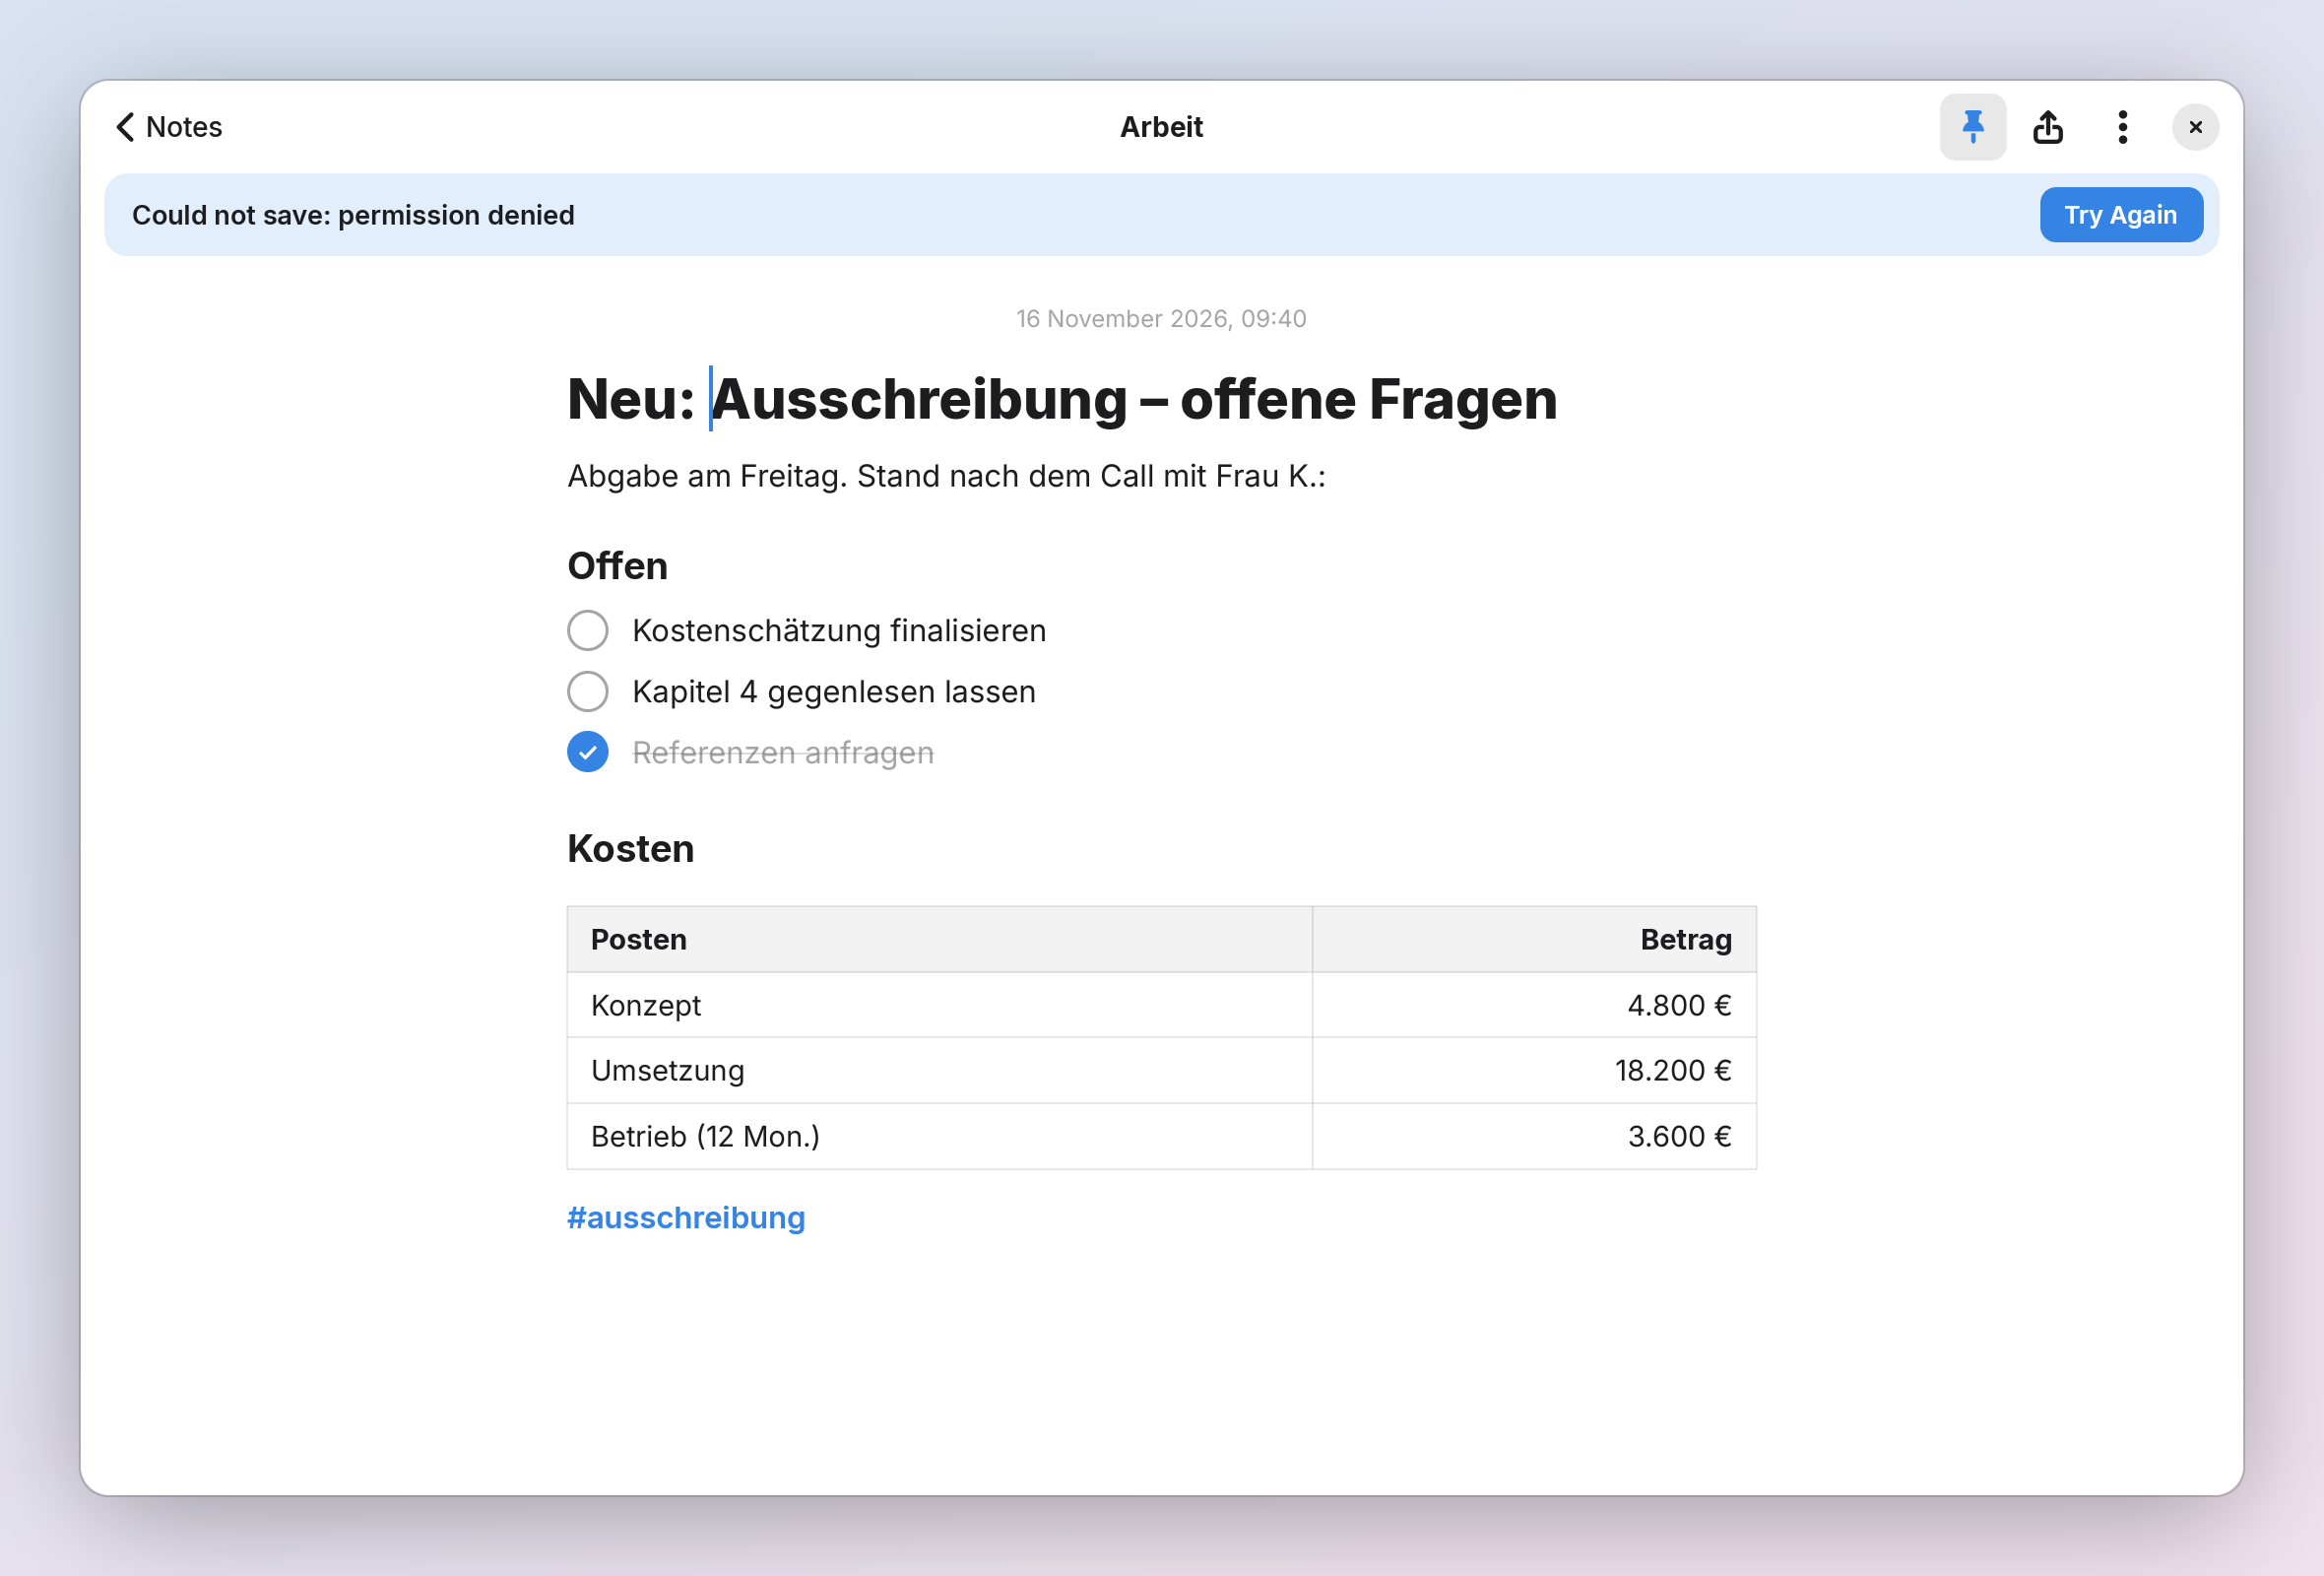 Notes
Arbeit
Could not save: permission denied
Try Again
16 November 2026, 09:40
Neu: Ausschreibung – offene Fragen
Abgabe am Freitag. Stand nach dem Call mit Frau K.:
Offen
Kostenschätzung finalisieren
Kapitel 4 gegenlesen lassen
Referenzen anfragen
Kosten
Posten Betrag
Konzept 4.800 €
Umsetzung 18.200 €
Betrieb (12 Mon.) 3.600 €
#ausschreibung